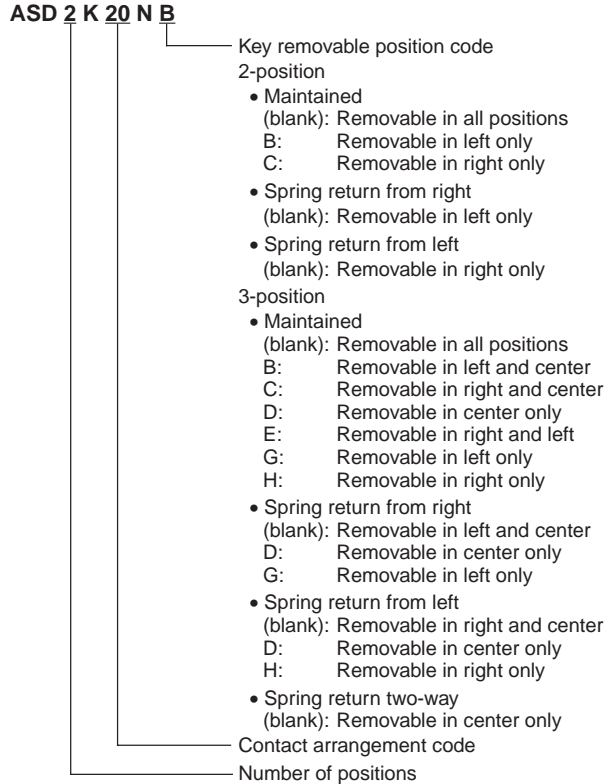 ASD 2 K 20 N B
Key removable position code
2-position
• Maintained
(blank): Removable in all positions
B: Removable in left only
C: Removable in right only
• Spring return from right
(blank): Removable in left only
• Spring return from left
(blank): Removable in right only
3-position
• Maintained
(blank): Removable in all positions
B: Removable in left and center
C: Removable in right and center
D: Removable in center only
E: Removable in right and left
G: Removable in left only
H: Removable in right only
• Spring return from right
(blank): Removable in left and center
D: Removable in center only
G: Removable in left only
• Spring return from left
(blank): Removable in right and center
D: Removable in center only
H: Removable in right only
• Spring return two-way
(blank): Removable in center only
Contact arrangement code
Number of positions